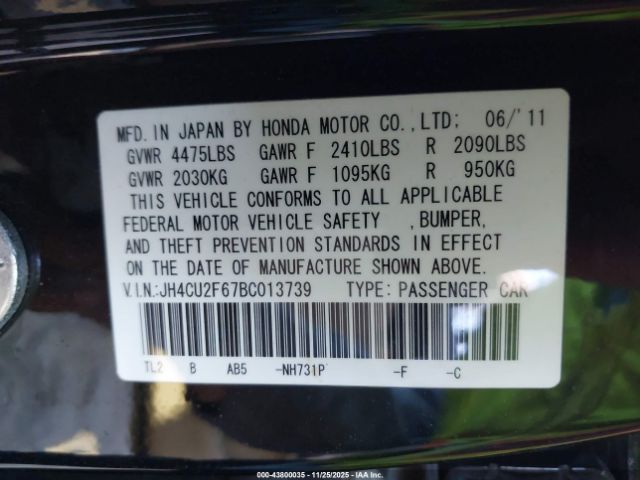 MFD. IN JAPAN BY HONDA MOTOR CO., LTD; 06/'11
GVWR 4475LBS GAWR F 2410LBS R 2090LBS
GVWR 2030KG GAWR F 1095KG R 950KG
THIS VEHICLE CONFORMS TO ALL APPLICABLE
FEDERAL MOTOR VEHICLE SAFETY , BUMPER,
AND THEFT PREVENTION STANDARDS IN EFFECT
ON THE DATE OF MANUFACTURE SHOWN ABOVE.
V.I.N.:JH4CU2F67BC013739 TYPE: PASSENGER CAR
TL2 B AB5 -NH731P -F -C
000-43800035 - 11/25/2025 - IAAI.COM